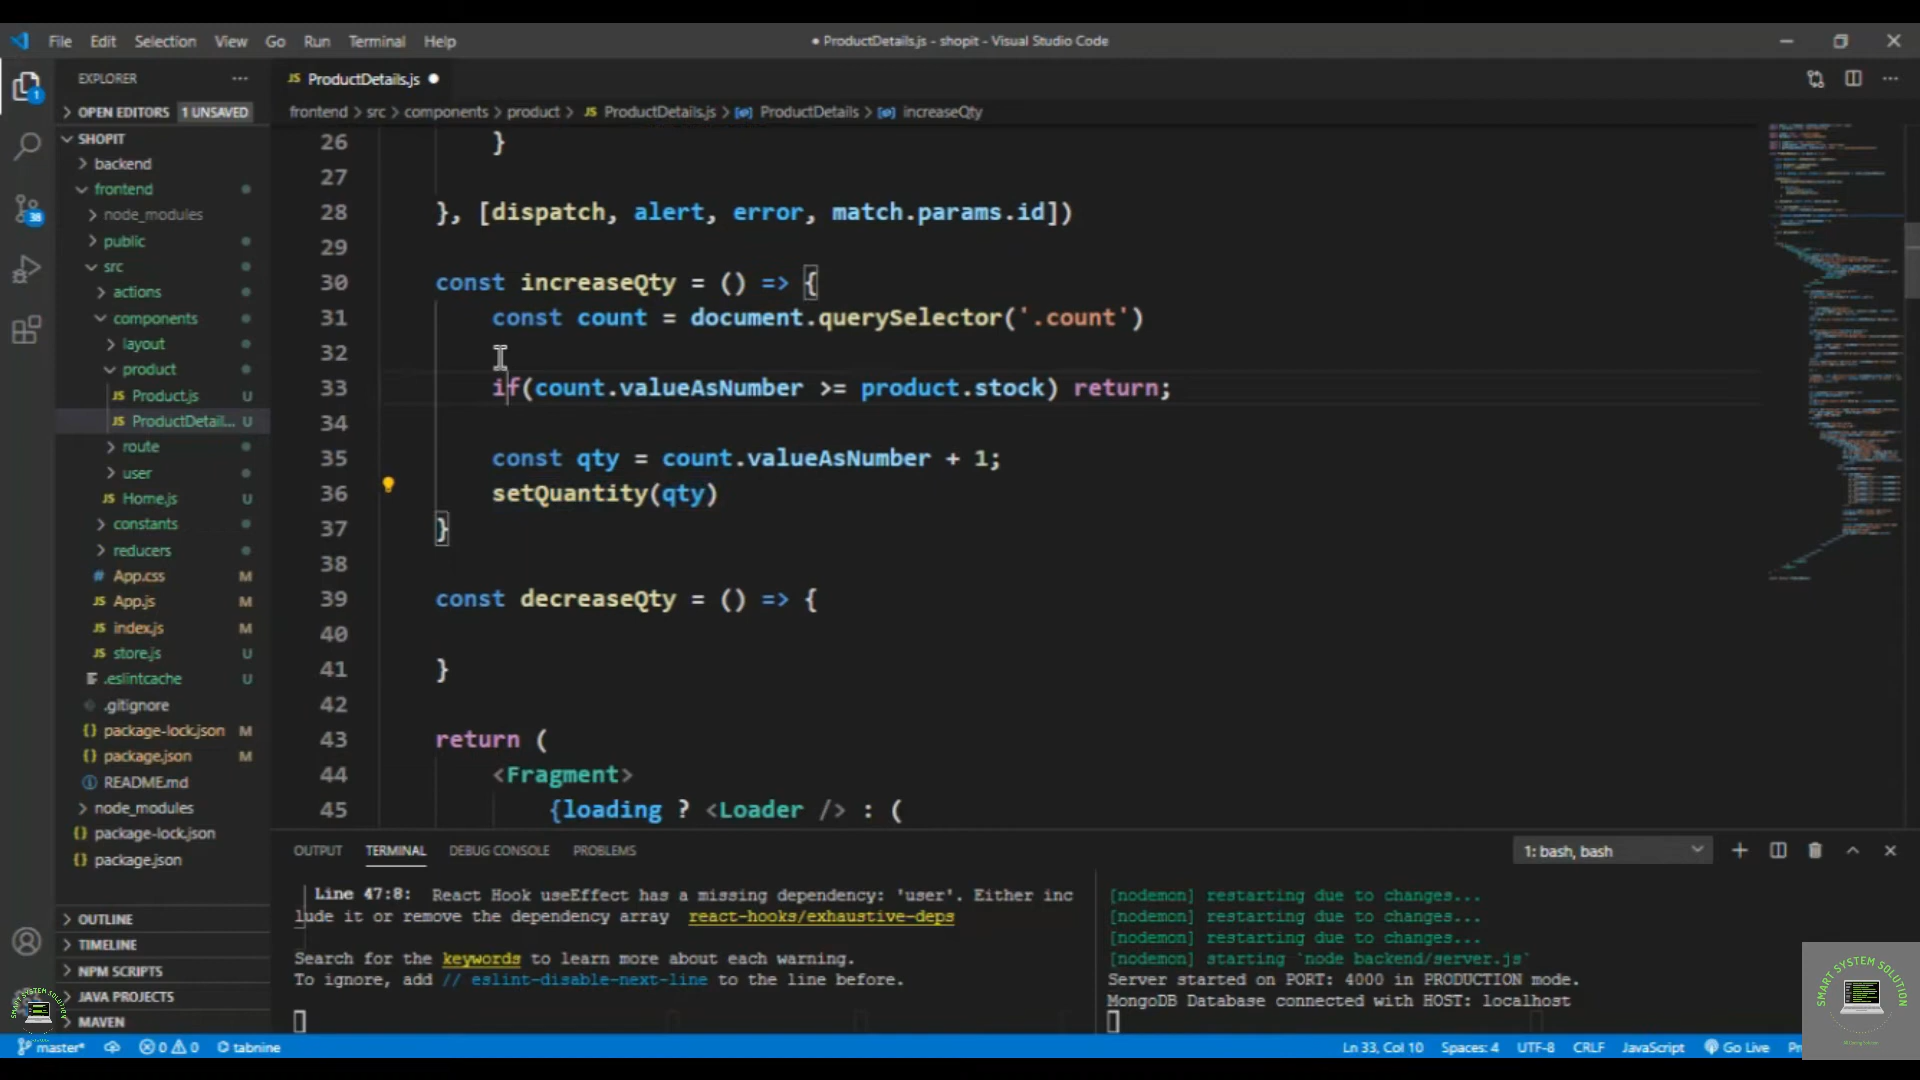 File Edit Selection View Go Run Terminal Help
● ProductDetails.js - shopit - Visual Studio Code
EXPLORER
OPEN EDITORS 1 UNSAVED
SHOPIT
backend
frontend
node_modules
public
src
actions
components
layout
product
JS Product.js U
JS ProductDetail... U
route
user
JS Home.js U
constants
reducers
# App.css M
JS App.js M
JS index.js M
JS store.js U
.eslintcache U
.gitignore
{} package-lock.json M
{} package.json M
README.md
node_modules
{} package-lock.json
{} package.json
OUTLINE
TIMELINE
NPM SCRIPTS
JAVA PROJECTS
MAVEN
1
38
JS ProductDetails.js ●
frontend > src > components > product > JS ProductDetails.js > ProductDetails > increaseQty
26 }
27
28 }, [dispatch, alert, error, match.params.id])
29
30 const increaseQty = () => {
31 const count = document.querySelector('.count')
32
33 if(count.valueAsNumber >= product.stock) return;
34
35 const qty = count.valueAsNumber + 1;
36 setQuantity(qty)
37 }
38
39 const decreaseQty = () => {
40
41 }
42
43 return (
44 <Fragment>
45 {loading ? <Loader /> : (
OUTPUT TERMINAL DEBUG CONSOLE PROBLEMS
1: bash, bash
Line 47:8: React Hook useEffect has a missing dependency: 'user'. Either inc
lude it or remove the dependency array react-hooks/exhaustive-deps
Search for the keywords to learn more about each warning.
To ignore, add // eslint-disable-next-line to the line before.
[nodemon] restarting due to changes...
[nodemon] restarting due to changes...
[nodemon] restarting due to changes...
[nodemon] starting `node backend/server.js`
Server started on PORT: 4000 in PRODUCTION mode.
MongoDB Database connected with HOST: localhost
master* 0 0 tabnine
Ln 33, Col 10 Spaces: 4 UTF-8 CRLF JavaScript Go Live
SMART SYSTEM SOLUTION